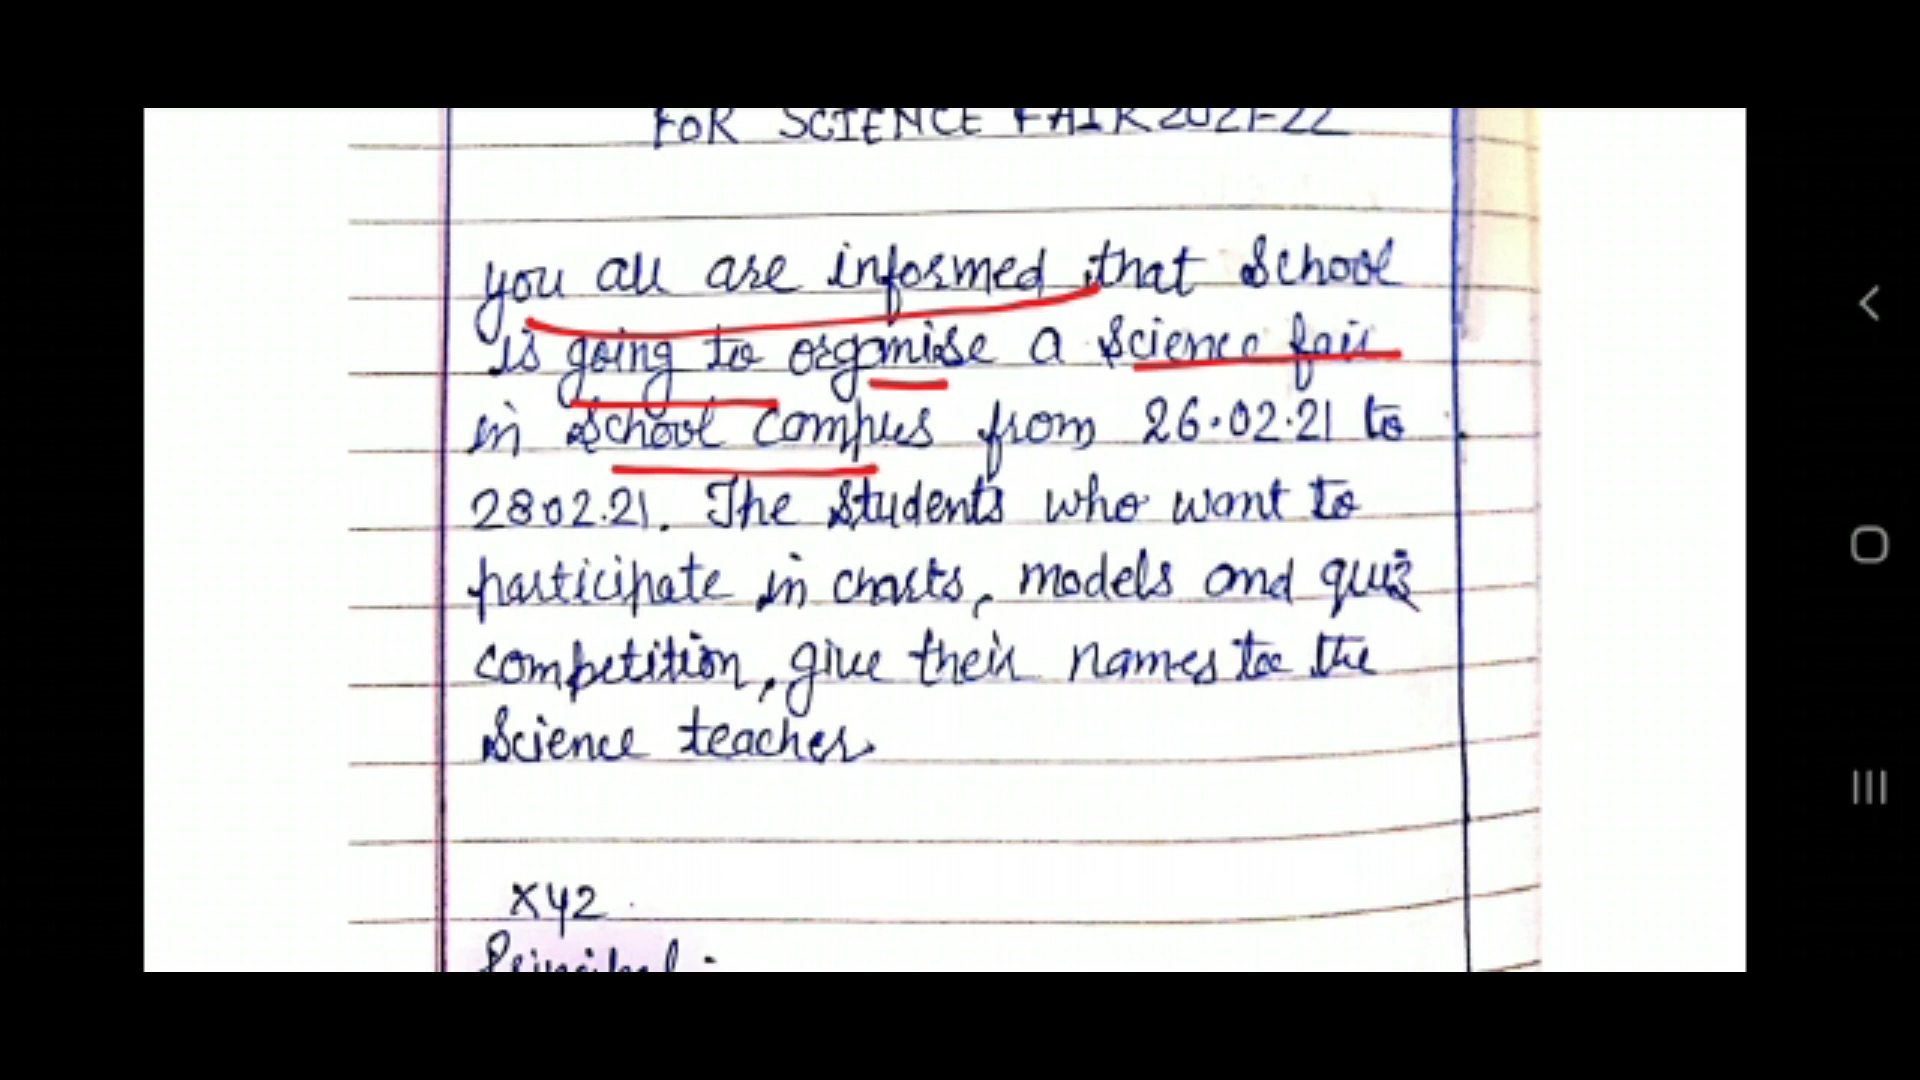 FOR SCIENCE FAIR 2021-22
you all are informed that School
is going to organise a Science fair
in School campus from 26.02.21 to
28.02.21. The students who want to
participate in charts, models and quiz
competition, give their names to the
Science teacher.
XYZ
Principal